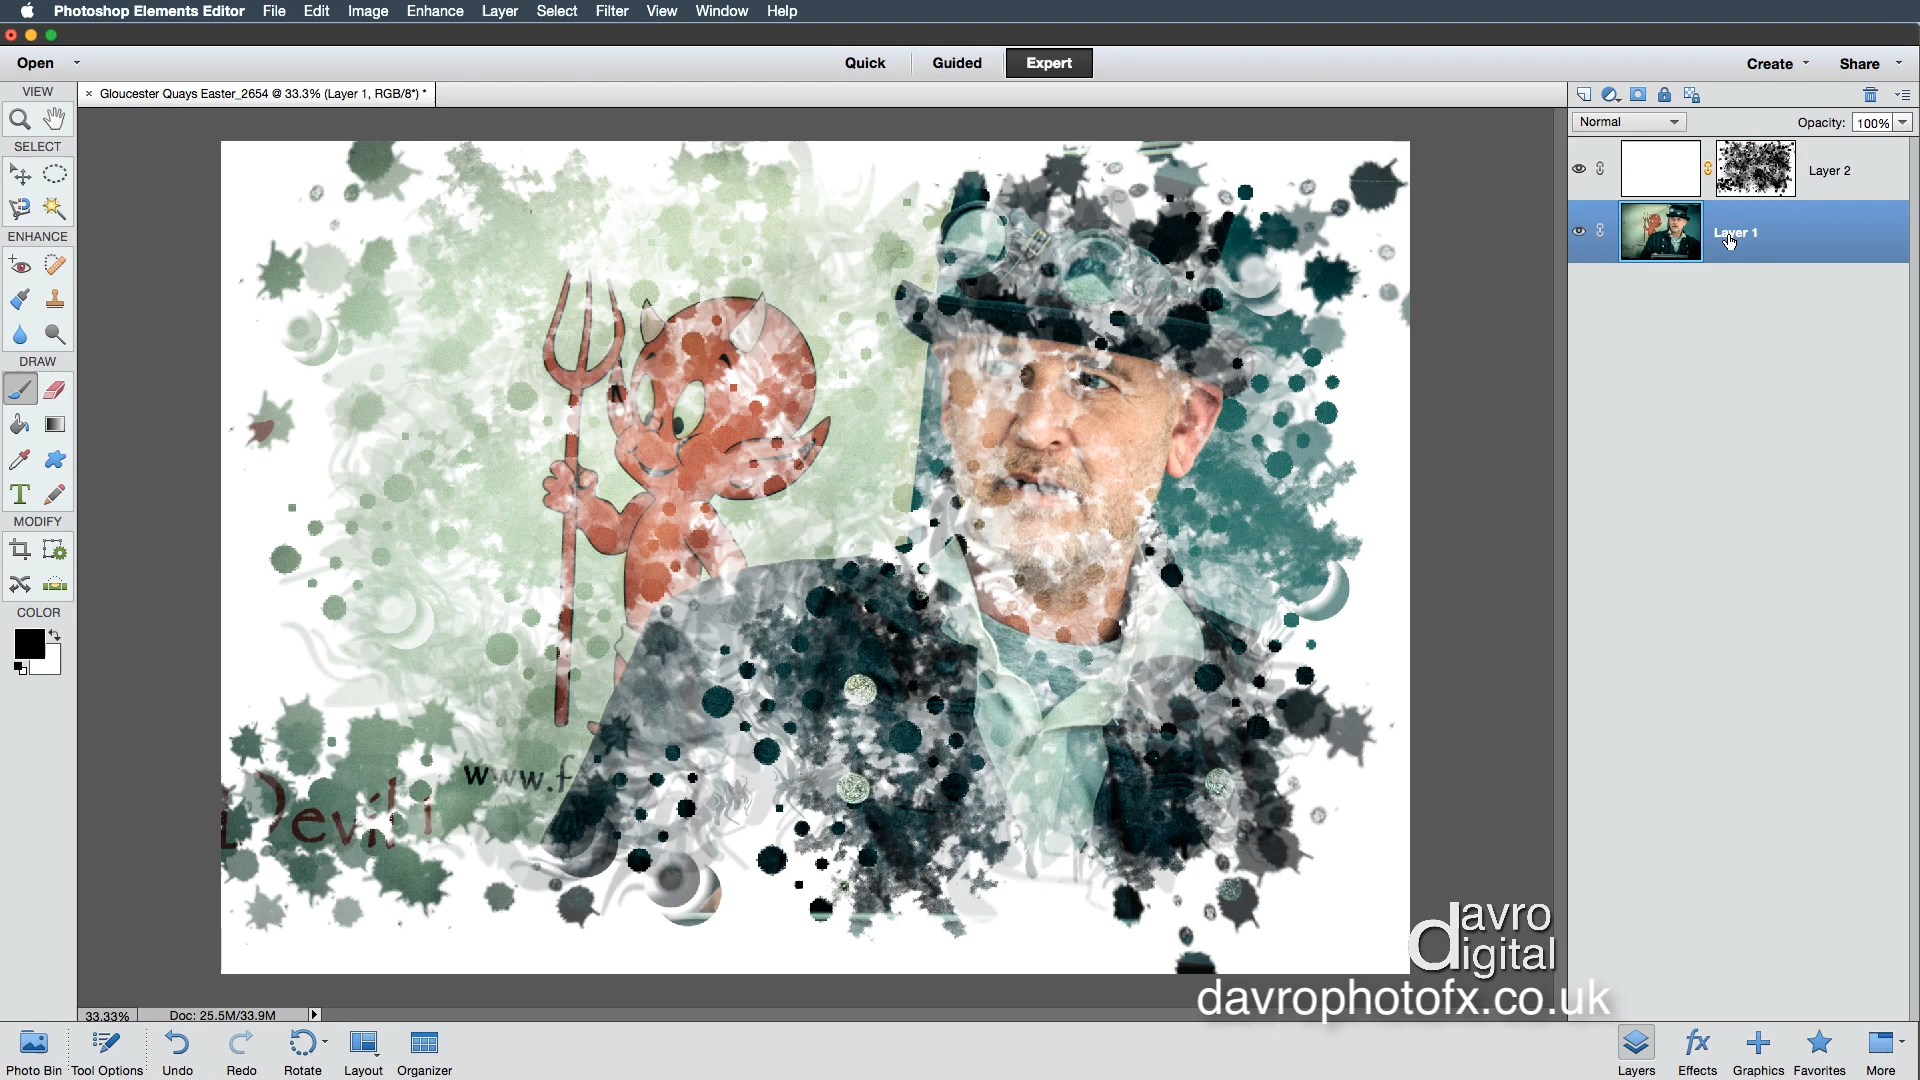 Photoshop Elements Editor File Edit Image Enhance Layer Select Filter View Window Help
Open Quick Guided Expert Create Share
VIEW
× Gloucester Quays Easter_2654 @ 33.3% (Layer 1, RGB/8*) *
Normal Opacity: 100%
SELECT
Layer 2
Layer 1
ENHANCE
DRAW
T
MODIFY
COLOR
www.f
Devil
davro
digital
davrophotofx.co.uk
33.33% Doc: 25.5M/33.9M
Photo Bin Tool Options Undo Redo Rotate Layout Organizer
fx
Layers Effects Graphics Favorites More